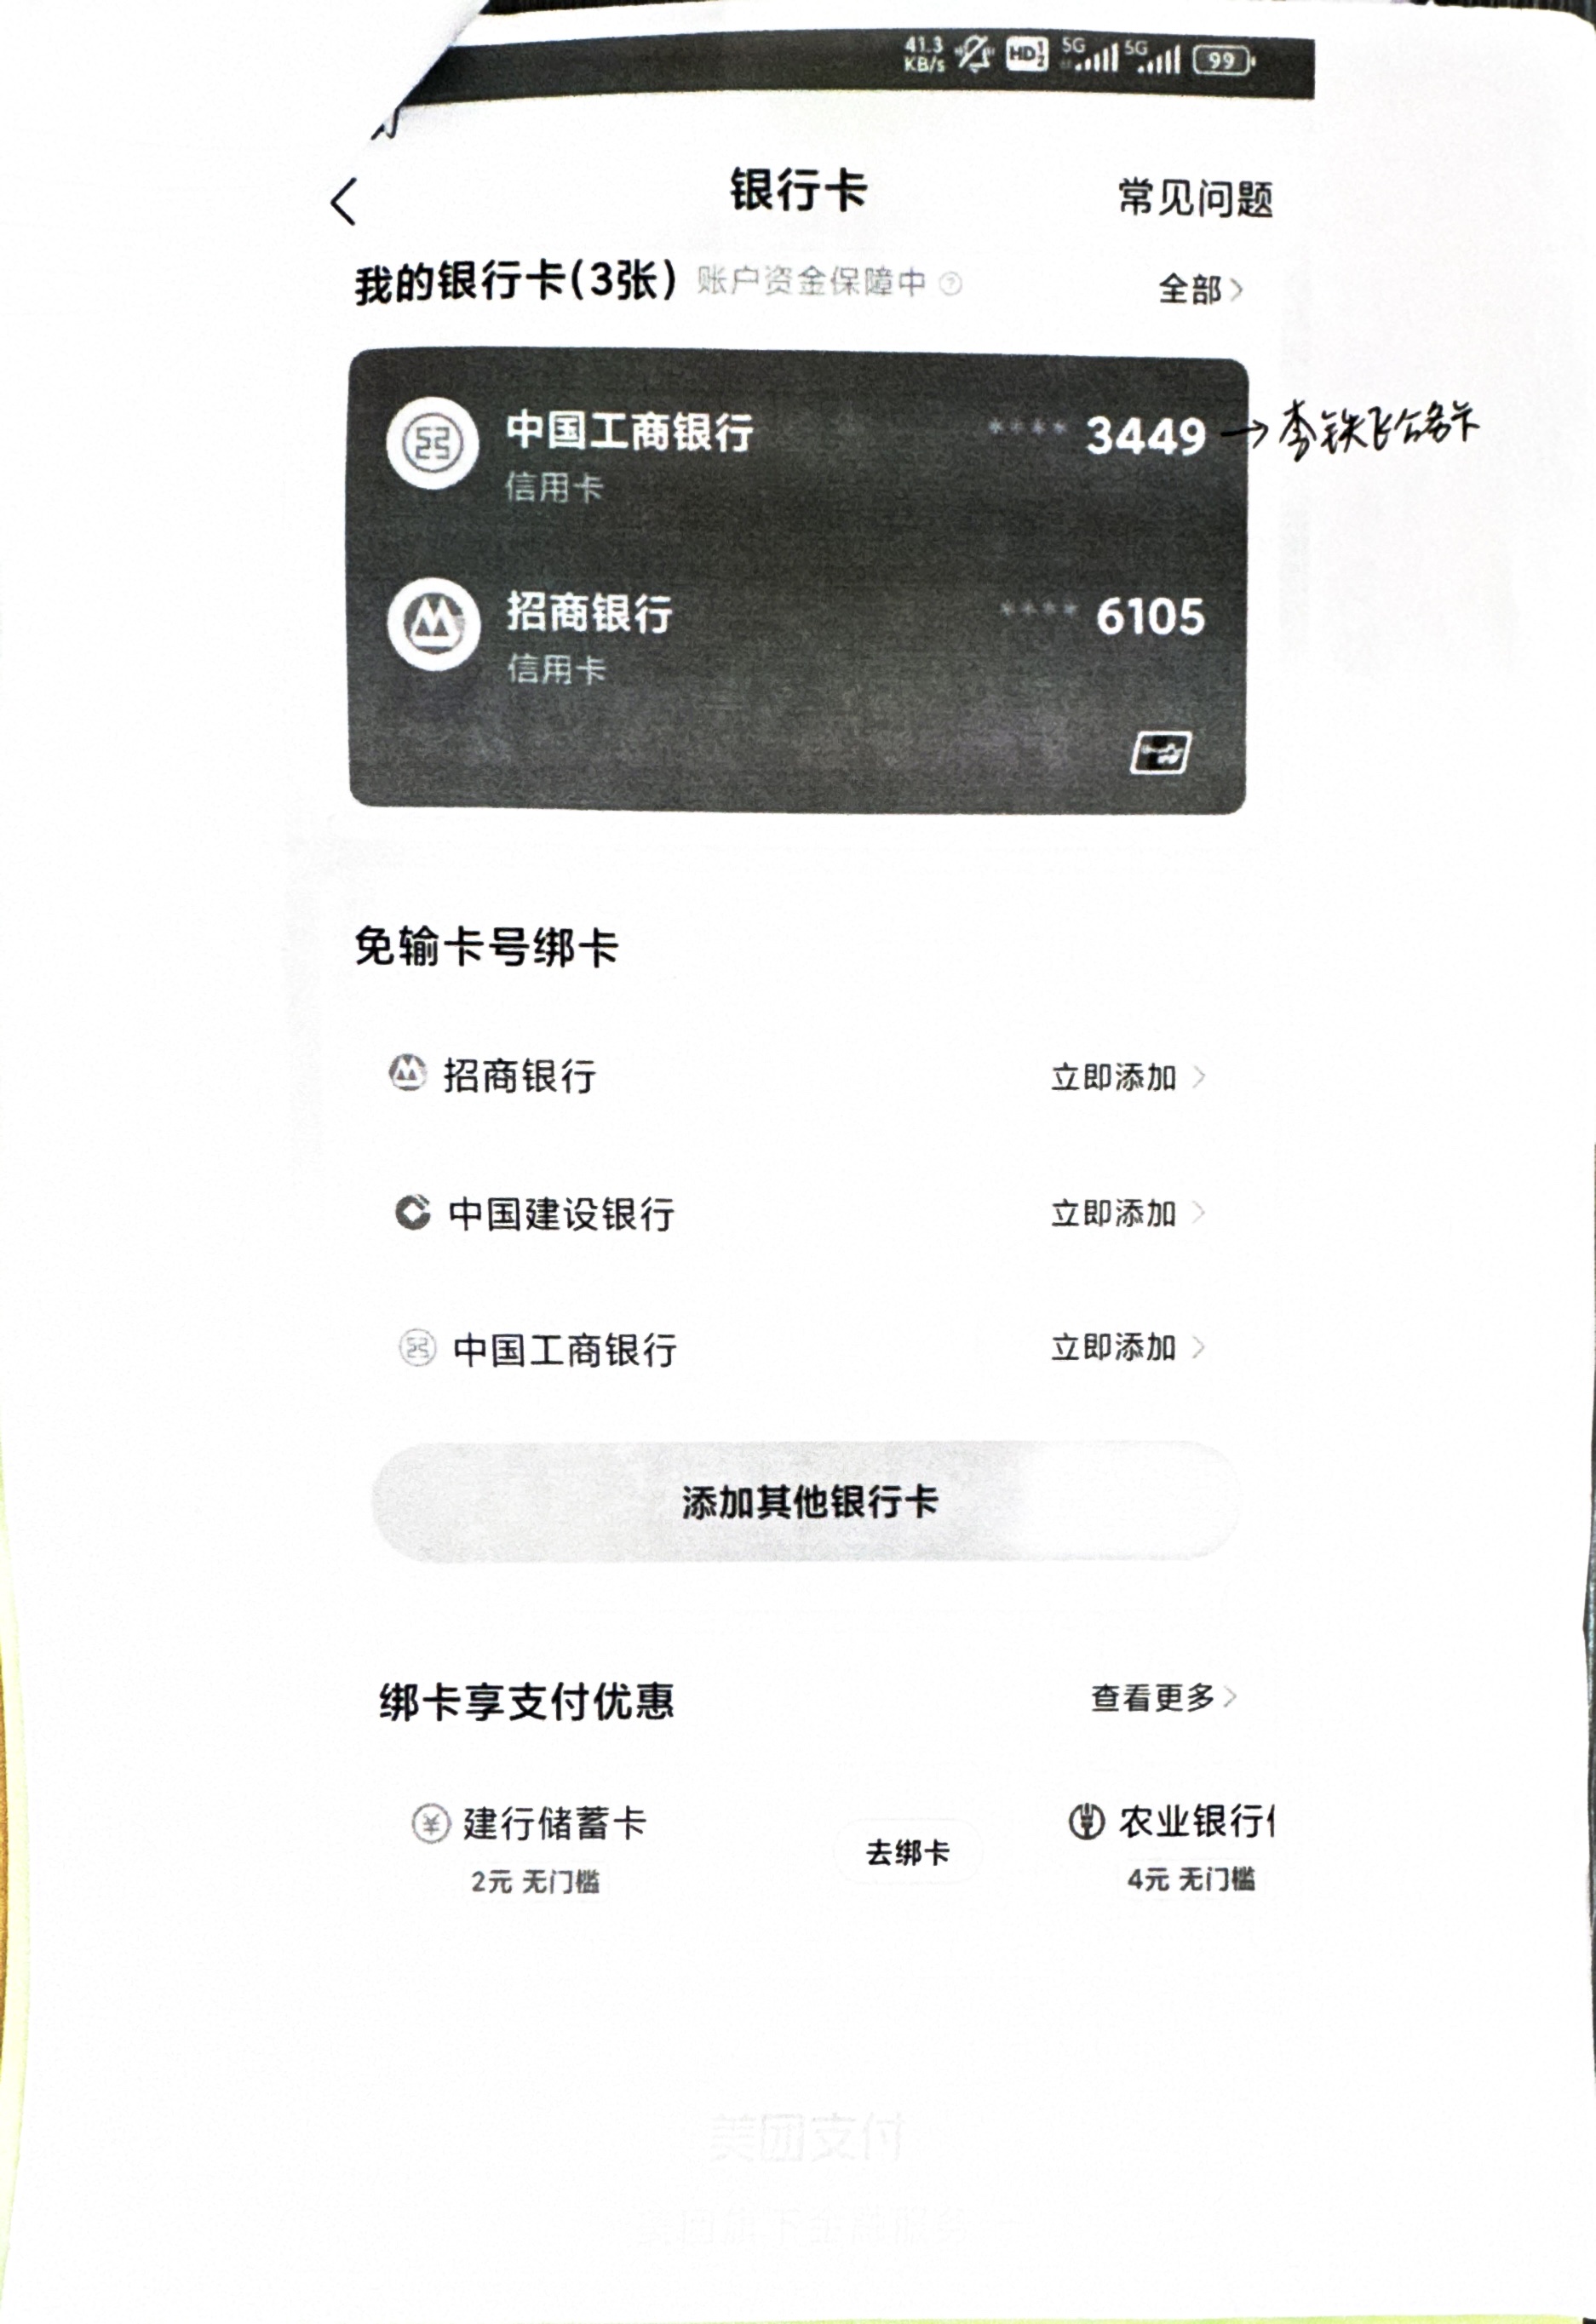 41.3 KB/s HD 5G 5G 99
银行卡
常见问题
我的银行卡(3张) 账户资金保障中 ?
全部
中国工商银行 **** 3449 → 李铁飞公务卡
信用卡
招商银行 **** 6105
信用卡
免输卡号绑卡
招商银行 立即添加
中国建设银行 立即添加
中国工商银行 立即添加
添加其他银行卡
绑卡享支付优惠 查看更多
建行储蓄卡 去绑卡 农业银行
2元 无门槛 4元 无门槛
美团支付